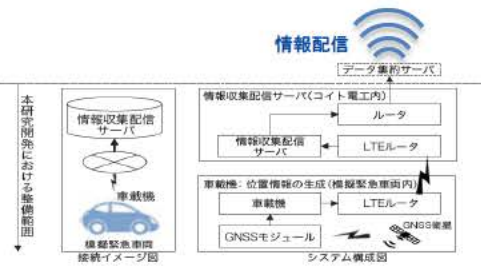 情報配信
データ集約サーバ
本研究開発における整備範囲
情報収集配信
サーバ
車載機
模擬緊急車両
接続イメージ図
情報収集配信サーバ(コイト電工内)
ルータ
情報収集配信
サーバ
LTEルータ
車載機:位置情報の生成(模擬緊急車両内)
車載機
LTEルータ
GNSSモジュール
GNSS衛星
システム構成図